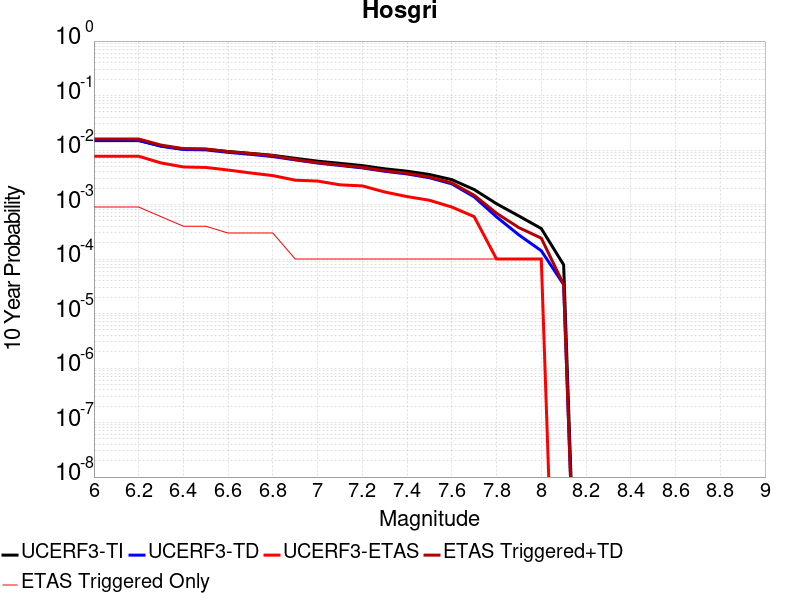 Hosgri
10^0
10^-1
10^-2
10^-3
10^-4
10^-5
10^-6
10^-7
10^-8
10 Year Probability
6 6.2 6.4 6.6 6.8 7 7.2 7.4 7.6 7.8 8 8.2 8.4 8.6 8.8 9
Magnitude
UCERF3-TI UCERF3-TD UCERF3-ETAS ETAS Triggered+TD
ETAS Triggered Only